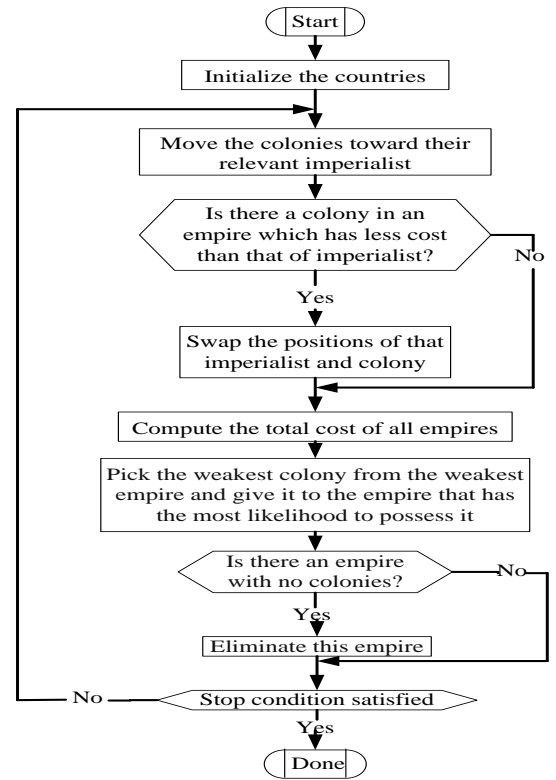 Start
Initialize the countries
Move the colonies toward their
relevant imperialist
Is there a colony in an
empire which has less cost
than that of imperialist?
No
Yes
Swap the positions of that
imperialist and colony
Compute the total cost of all empires
Pick the weakest colony from the weakest
empire and give it to the empire that has
the most likelihood to possess it
Is there an empire
with no colonies?
No
Yes
Eliminate this empire
No
Stop condition satisfied
Yes
Done